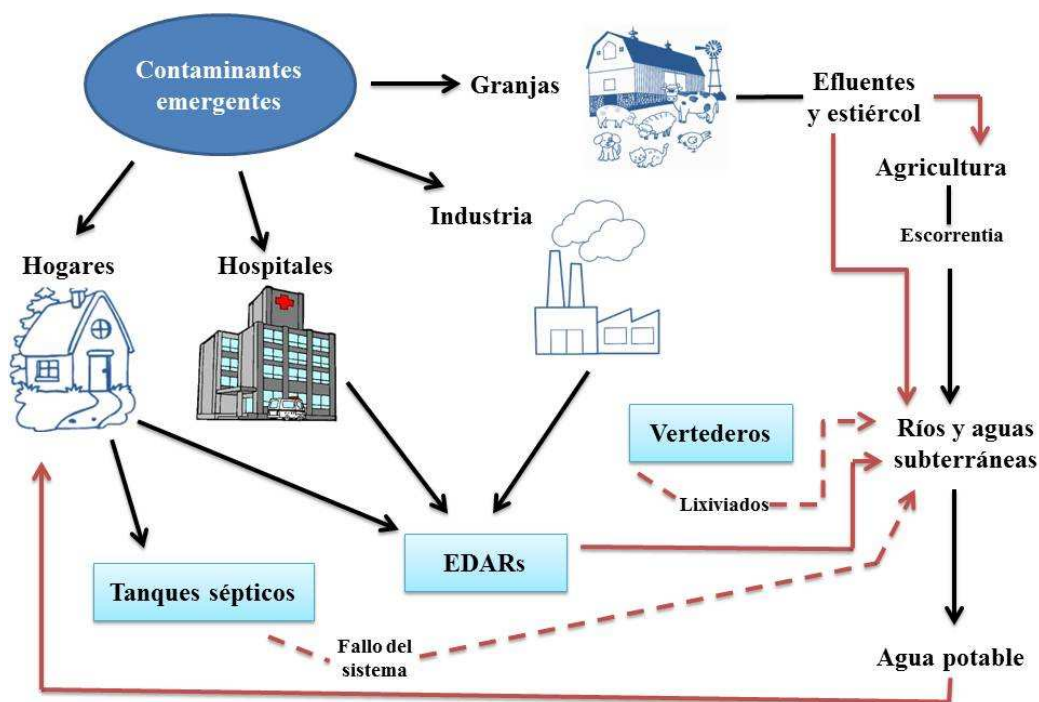 Contaminantes
emergentes
Granjas
Efluentes
y estiércol
Agricultura
Industria
Escorrentia
Hogares
Hospitales
Vertederos
Ríos y aguas
subterráneas
Lixiviados
EDARs
Tanques sépticos
Fallo del
sistema
Agua potable